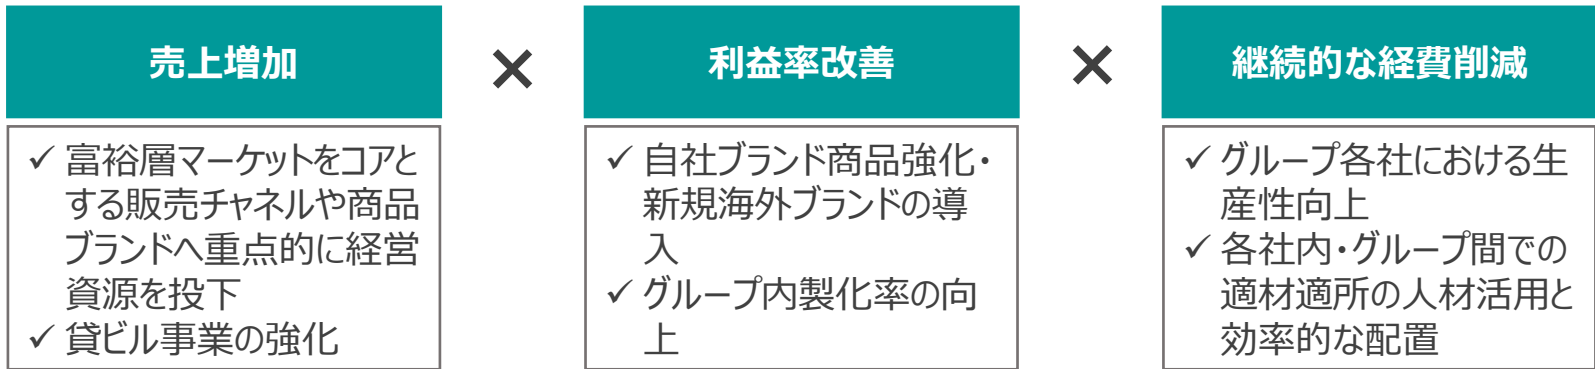 売上増加
✓ 富裕層マーケットをコアと
する販売チャネルや商品
ブランドへ重点的に経営
資源を投下
✓ 貸ビル事業の強化
×
利益率改善
✓ 自社ブランド商品強化・
新規海外ブランドの導
入
✓ グループ内製化率の向
上
×
継続的な経費削減
✓ グループ各社における生
産性向上
✓ 各社内・グループ間での
適材適所の人材活用と
効率的な配置